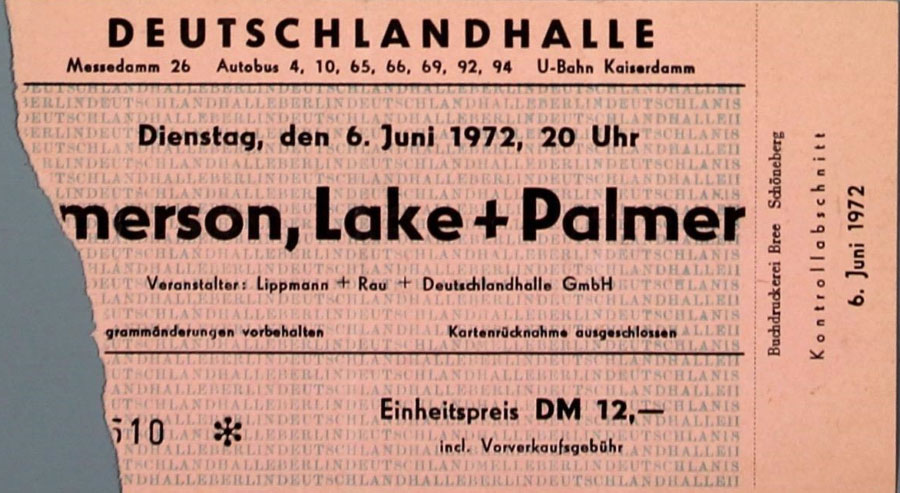 DEUTSCHLANDHALLE
Messedamm 26 Autobus 4, 10, 65, 66, 69, 92, 94 U-Bahn Kaiserdamm
Dienstag, den 6. Juni 1972, 20 Uhr
merson, Lake + Palmer
Veranstalter: Lippmann + Rau + Deutschlandhalle GmbH
grammänderungen vorbehalten Kartenrücknahme ausgeschlossen
Einheitspreis DM 12,—
510 * incl. Vorverkaufsgebühr
Buchdruckerei Bree Schöneberg
Kontrollabschnitt
6. Juni 1972